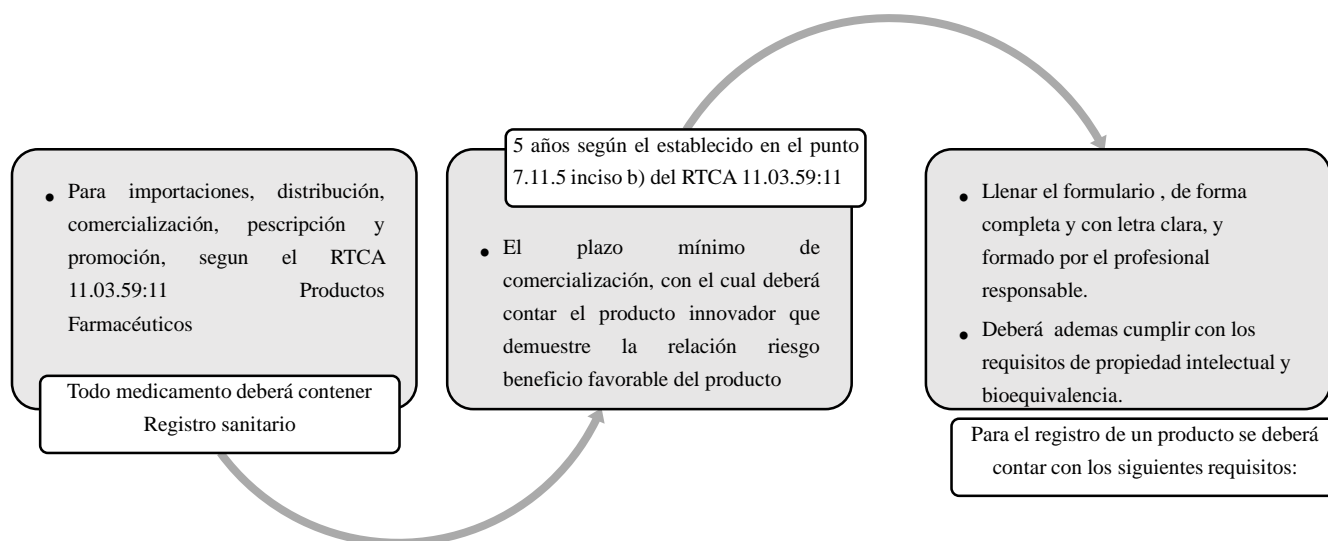 • Para importaciones, distribución,
comercialización, pescripción y
promoción, segun el RTCA
11.03.59:11 Productos
Farmacéuticos
Todo medicamento deberá contener
Registro sanitario
5 años según el establecido en el punto
7.11.5 inciso b) del RTCA 11.03.59:11
• El plazo mínimo de
comercialización, con el cual deberá
contar el producto innovador que
demuestre la relación riesgo
beneficio favorable del producto
• Llenar el formulario , de forma
completa y con letra clara, y
formado por el profesional
responsable.
• Deberá ademas cumplir con los
requisitos de propiedad intelectual y
bioequivalencia.
Para el registro de un producto se deberá
contar con los siguientes requisitos: